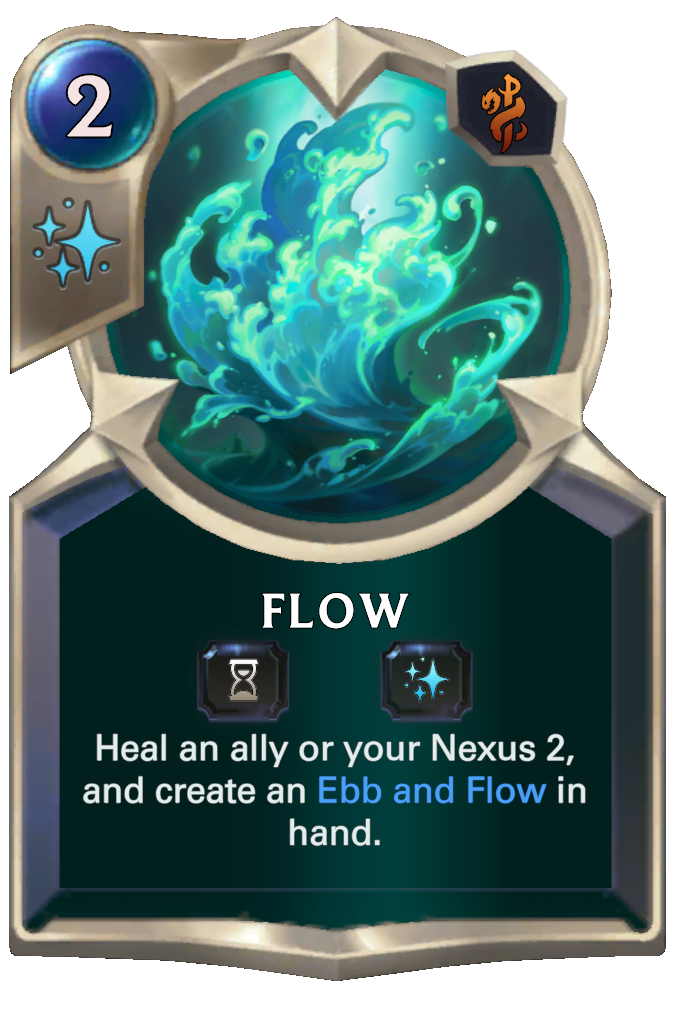 2
FLOW
Heal an ally or your Nexus 2,
and create an Ebb and Flow in
hand.